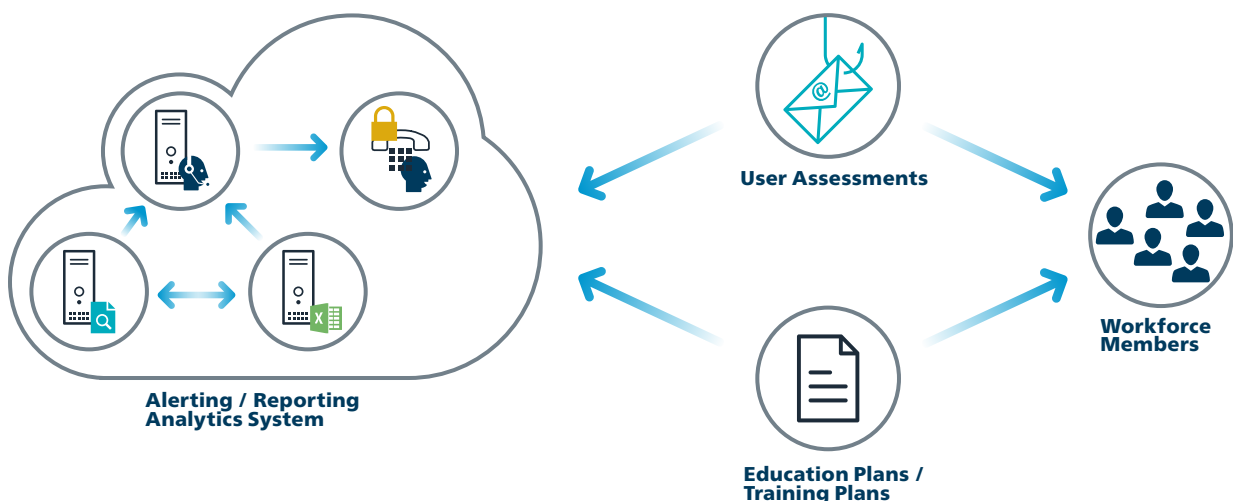 @
User Assessments
X
Workforce
Members
Alerting / Reporting
Analytics System
Education Plans /
Training Plans